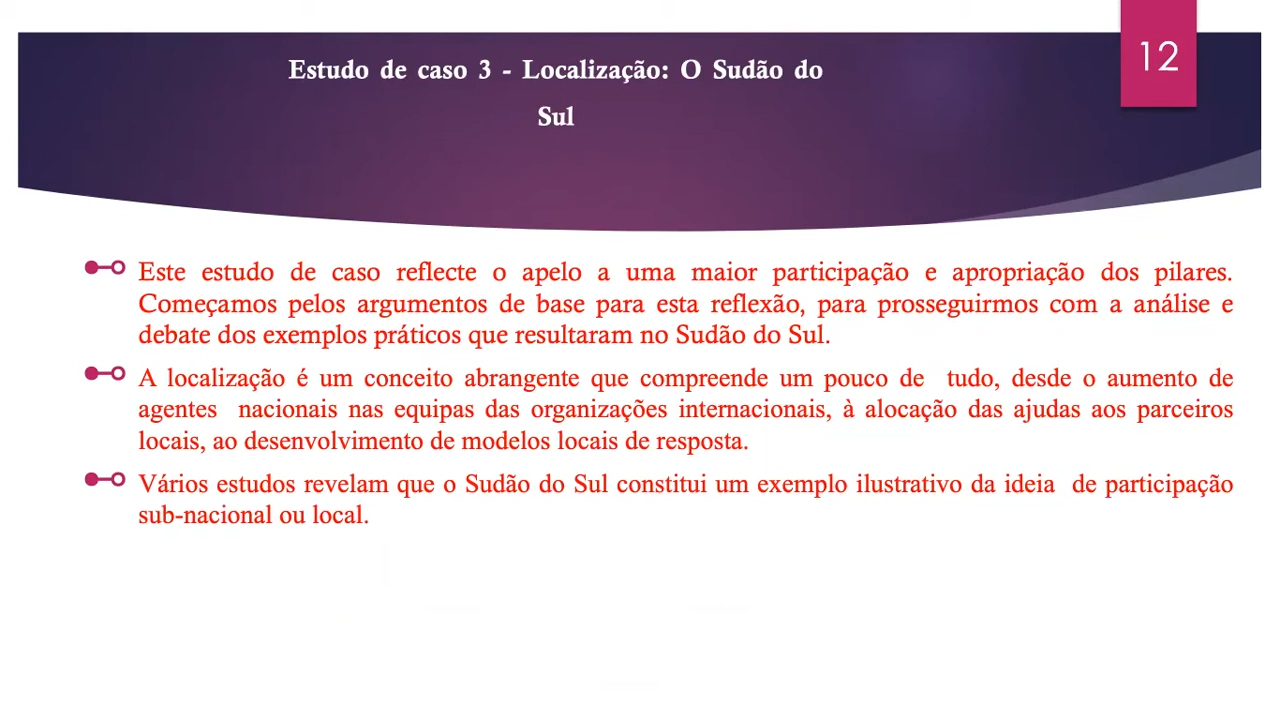 12
Estudo de caso 3 - Localização: O Sudão do
Sul
Este estudo de caso reflecte o apelo a uma maior participação e apropriação dos pilares.
Começamos pelos argumentos de base para esta reflexão, para prosseguirmos com a análise e
debate dos exemplos práticos que resultaram no Sudão do Sul.
A localização é um conceito abrangente que compreende um pouco de tudo, desde o aumento de
agentes nacionais nas equipas das organizações internacionais, à alocação das ajudas aos parceiros
locais, ao desenvolvimento de modelos locais de resposta.
Vários estudos revelam que o Sudão do Sul constitui um exemplo ilustrativo da ideia de participação
sub-nacional ou local.